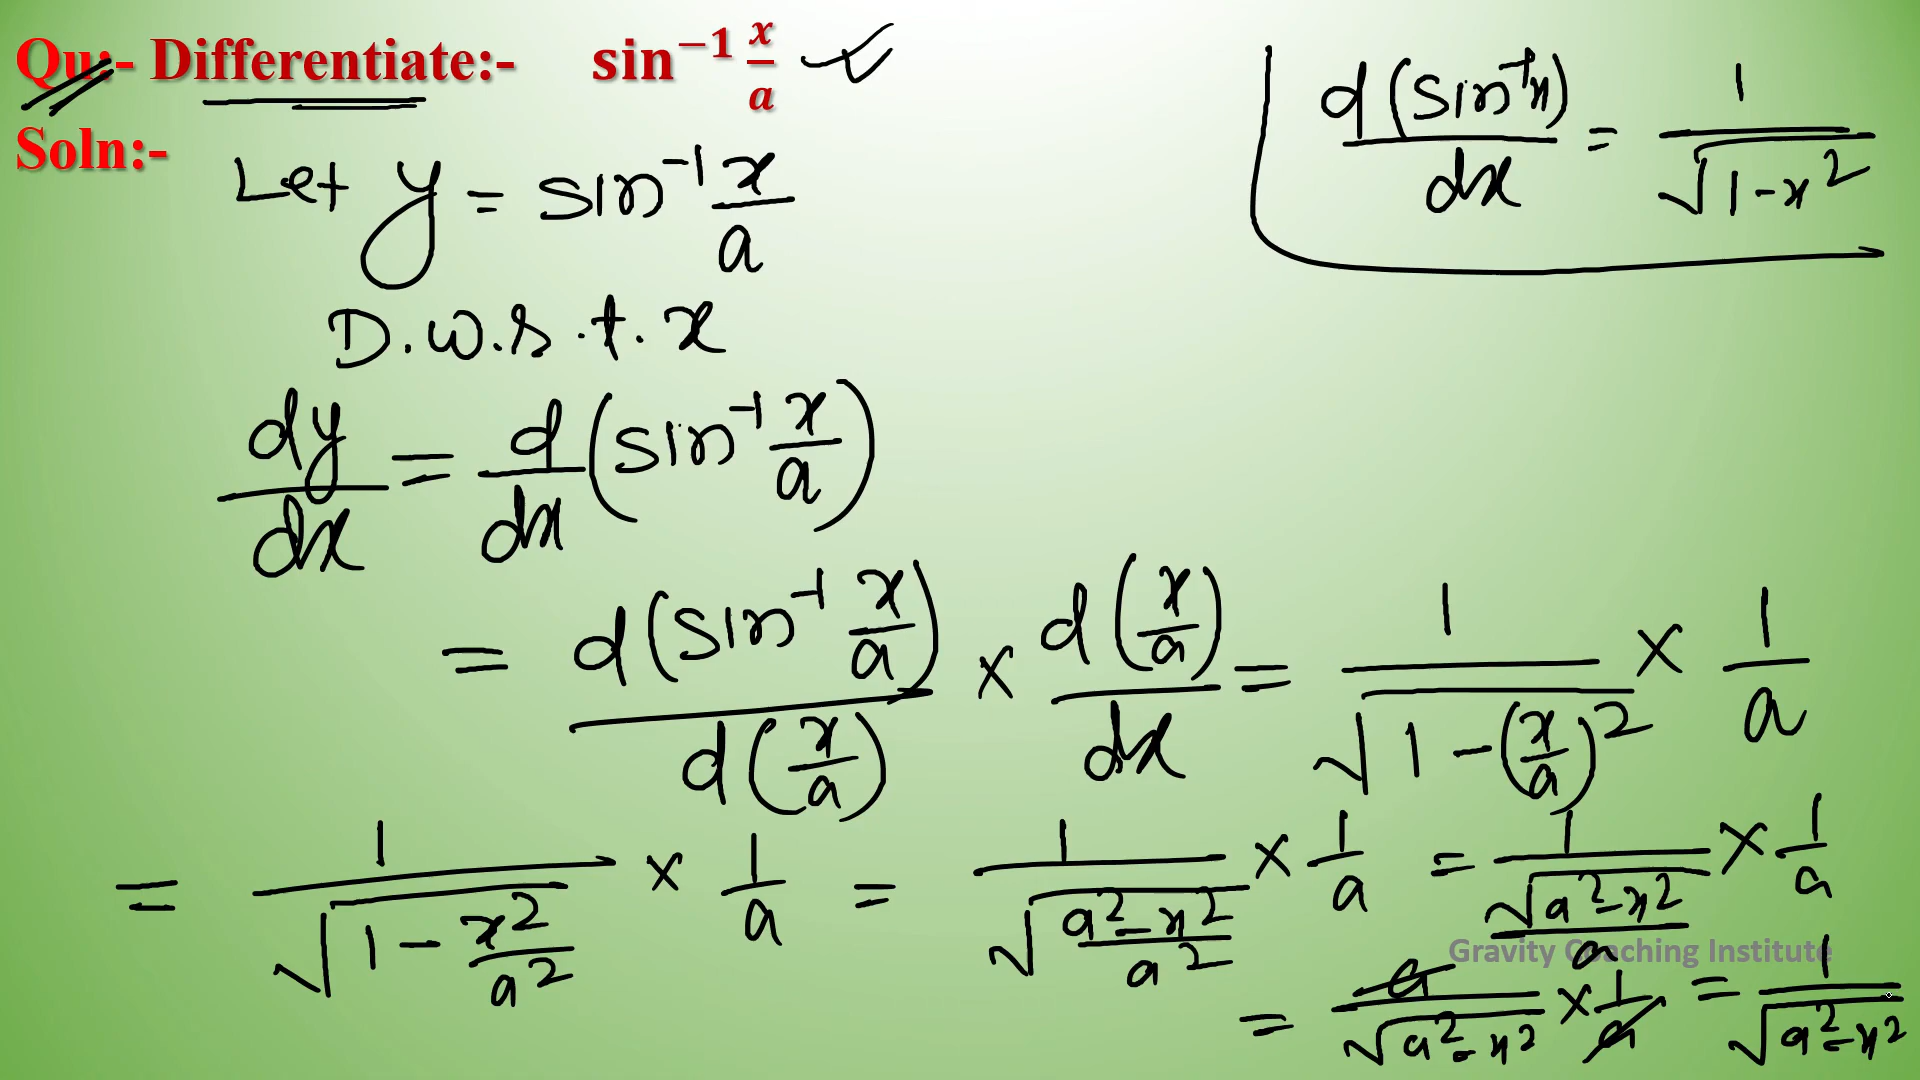 Qu:- Differentiate:- sin⁻¹ x/a
d(sin⁻¹x)/dx = 1/√(1-x²)
Soln:-
Let y = sin⁻¹ x/a
D.w.r.t. x
dy/dx = d/dx (sin⁻¹ x/a)
= d(sin⁻¹ x/a)/d(x/a) × d(x/a)/dx = 1/√(1-(x/a)²) × 1/a
= 1/√(1-x²/a²) × 1/a = 1/√((a²-x²)/a²) × 1/a = 1/(√(a²-x²)/a) × 1/a
Gravity Coaching Institute
= a/√(a²-x²) × 1/a = 1/√(a²-x²)